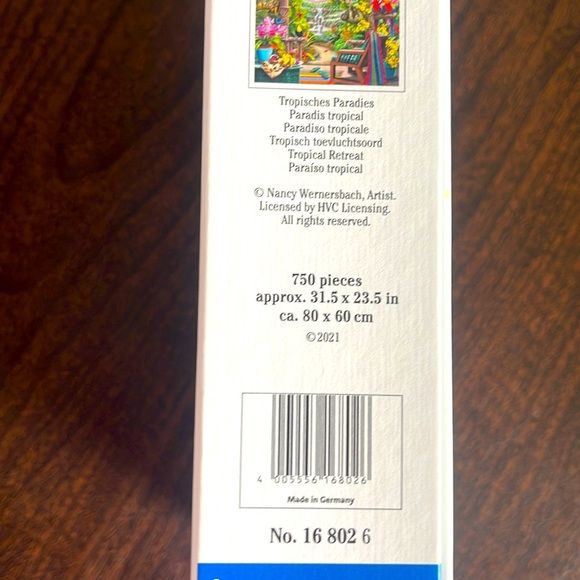 Tropisches Paradies
Paradis tropical
Paradiso tropicale
Tropisch toevluchtsoord
Tropical Retreat
Paraíso tropical
© Nancy Wernersbach, Artist.
Licensed by HVC Licensing.
All rights reserved.
750 pieces
approx. 31.5 x 23.5 in
ca. 80 x 60 cm
©2021
4 005556 168026
Made in Germany
No. 16 802 6